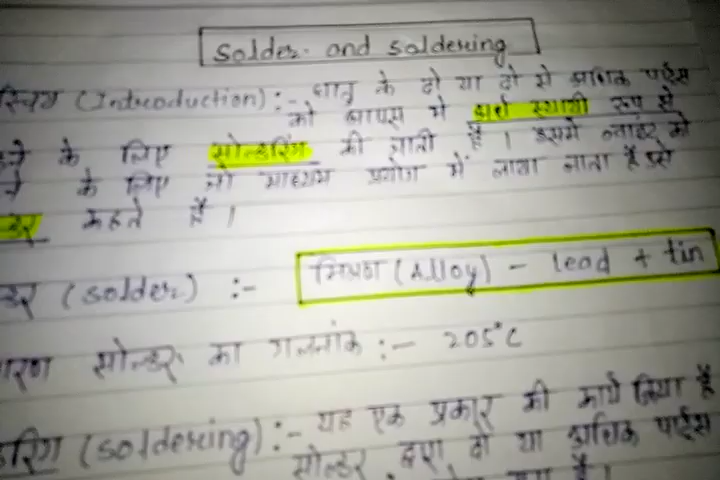 Solder and Soldering
(Introduction) :- धातु के दो या दो से अधिक पार्ट्स
को आपस में अर्ध स्थायी रूप से
के लिए सोल्डरिंग की जाती है । इसमें
के लिए जो माध्यम प्रयोग में लाया जाता है उसे
कहते हैं ।
(Solder) :- मिश्रण (Alloy) - lead + tin
सोल्डर का गलनांक :- 205°C
(Soldering) :- यह एक प्रकार की क्रिया है
सोल्डर द्वारा दो या अधिक पार्ट्स